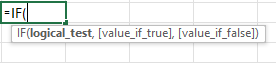 =IF(
IF(logical_test, [value_if_true], [value_if_false])